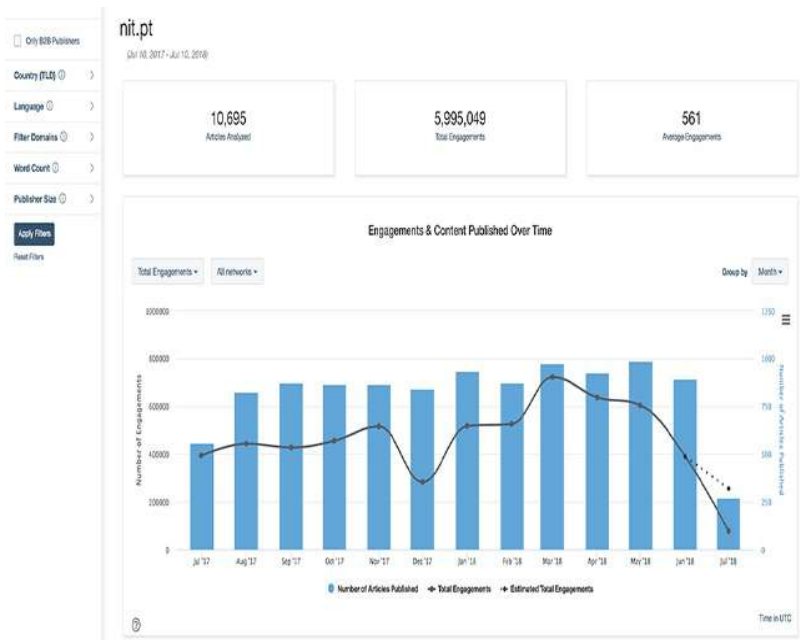 Only B2B Publishers
Country (TLD)
Language
Filter Domains
Word Count
Publisher Size
Apply Filters
Reset Filters
nit.pt
(Jul 10, 2017 - Jul 10, 2018)
10,695
Articles Analyzed
5,995,049
Total Engagements
561
Average Engagements
Engagements & Content Published Over Time
Total Engagements
All networks
Group by
Month
Number of Engagements
1000000
800000
600000
400000
200000
0
1250
1000
750
500
250
0
Number of Articles Published
Jul '17
Aug '17
Sep '17
Oct '17
Nov '17
Dec '17
Jan '18
Feb '18
Mar '18
Apr '18
May '18
Jun '18
Jul '18
Number of Articles Published
Total Engagements
Estimated Total Engagements
Time in UTC